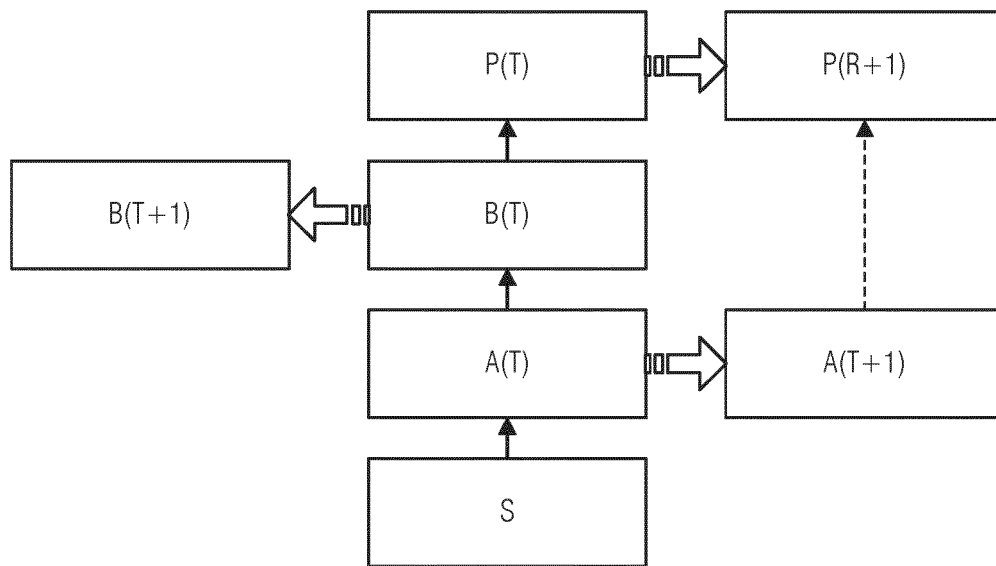 P(T)
P(R+1)
B(T+1)
B(T)
A(T)
A(T+1)
S